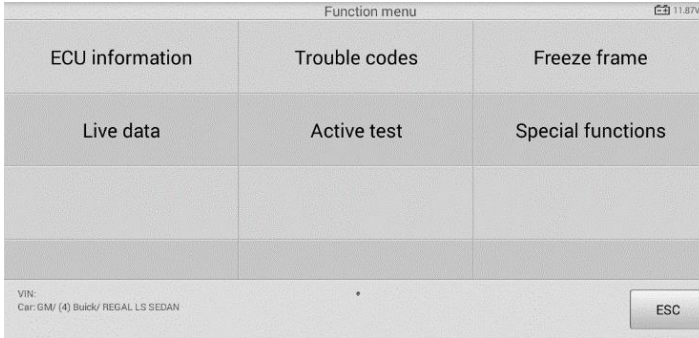 Function menu
11.87V
ECU information
Trouble codes
Freeze frame
Live data
Active test
Special functions
VIN:
Car: GM/ (4) Buick/ REGAL LS SEDAN
ESC